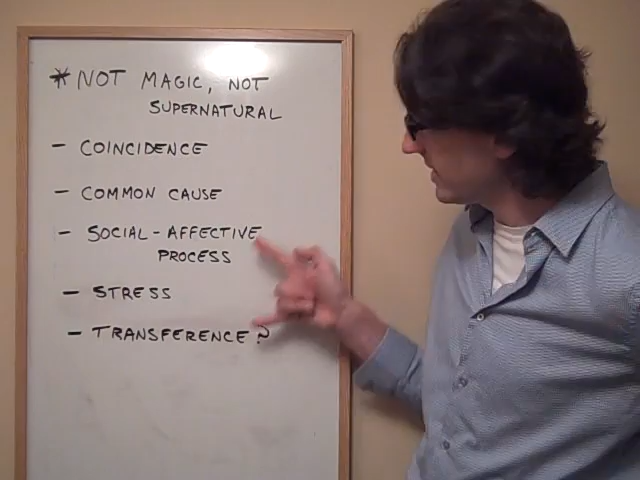 * NOT MAGIC, NOT
SUPERNATURAL
- COINCIDENCE
- COMMON CAUSE
- SOCIAL-AFFECTIVE
PROCESS
- STRESS
- TRANSFERENCE?